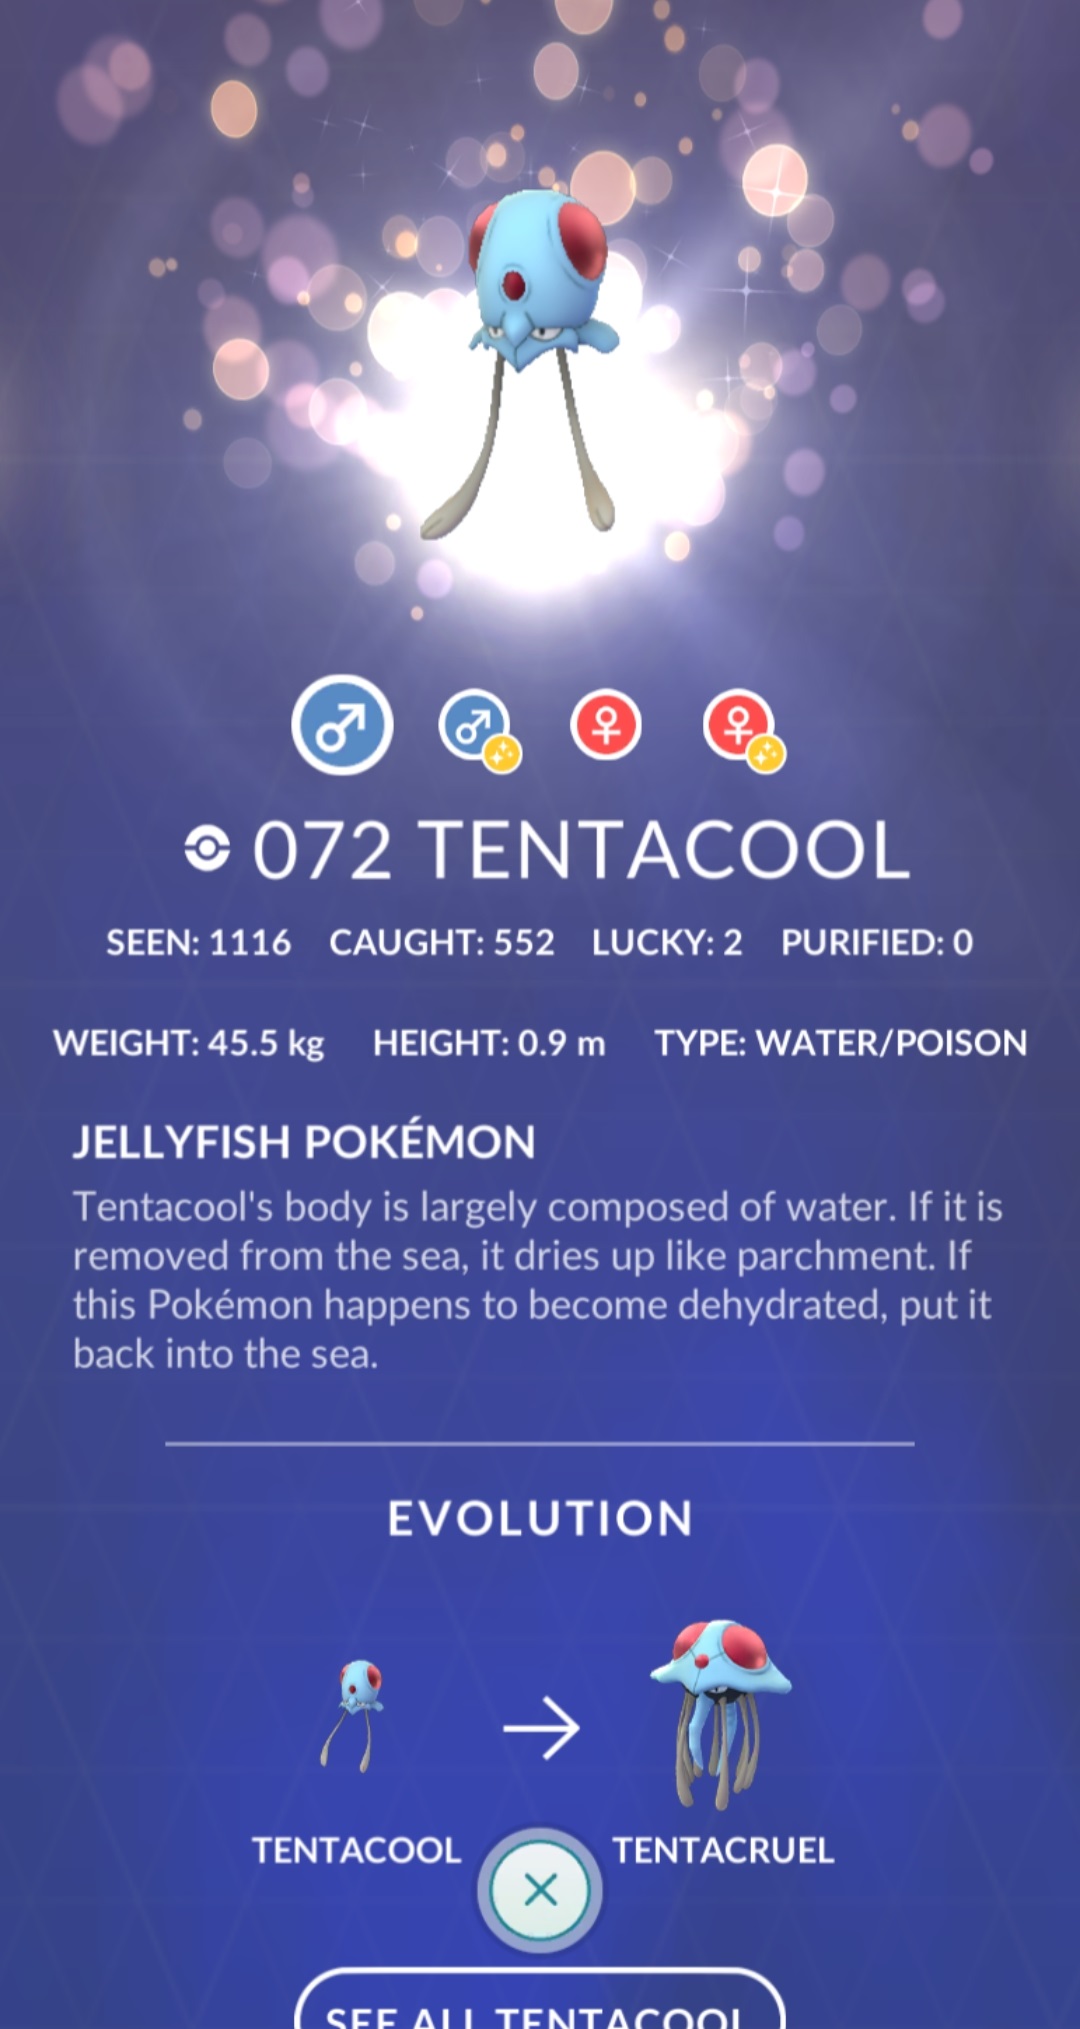 072 TENTACOOL
SEEN: 1116 CAUGHT: 552 LUCKY: 2 PURIFIED: 0
WEIGHT: 45.5 kg HEIGHT: 0.9 m TYPE: WATER/POISON
JELLYFISH POKÉMON
Tentacool's body is largely composed of water. If it is
removed from the sea, it dries up like parchment. If
this Pokémon happens to become dehydrated, put it
back into the sea.
EVOLUTION
TENTACOOL TENTACRUEL
SEE ALL TENTACOOL